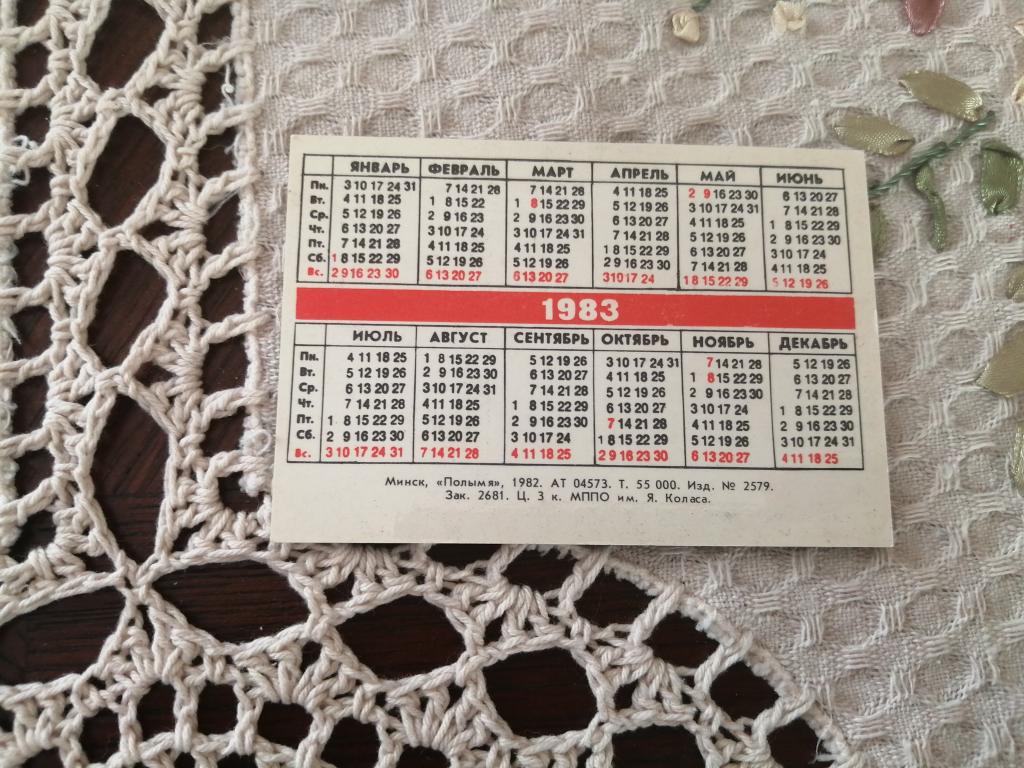 ЯНВАРЬ ФЕВРАЛЬ МАРТ АПРЕЛЬ МАЙ ИЮНЬ
Пн. 3 10 17 24 31 7 14 21 28 7 14 21 28 4 11 18 25 2 9 16 23 30 6 13 20 27
Вт. 4 11 18 25 1 8 15 22 1 8 15 22 29 5 12 19 26 3 10 17 24 31 7 14 21 28
Ср. 5 12 19 26 2 9 16 23 2 9 16 23 30 6 13 20 27 4 11 18 25 1 8 15 22 29
Чт. 6 13 20 27 3 10 17 24 3 10 17 24 31 7 14 21 28 5 12 19 26 2 9 16 23 30
Пт. 7 14 21 28 4 11 18 25 4 11 18 25 1 8 15 22 29 6 13 20 27 3 10 17 24
Сб. 1 8 15 22 29 5 12 19 26 5 12 19 26 2 9 16 23 30 7 14 21 28 4 11 18 25
Вс. 2 9 16 23 30 6 13 20 27 6 13 20 27 3 10 17 24 1 8 15 22 29 5 12 19 26
1983
ИЮЛЬ АВГУСТ СЕНТЯБРЬ ОКТЯБРЬ НОЯБРЬ ДЕКАБРЬ
Пн. 4 11 18 25 1 8 15 22 29 5 12 19 26 3 10 17 24 31 7 14 21 28 5 12 19 26
Вт. 5 12 19 26 2 9 16 23 30 6 13 20 27 4 11 18 25 1 8 15 22 29 6 13 20 27
Ср. 6 13 20 27 3 10 17 24 31 7 14 21 28 5 12 19 26 2 9 16 23 30 7 14 21 28
Чт. 7 14 21 28 4 11 18 25 1 8 15 22 29 6 13 20 27 3 10 17 24 1 8 15 22 29
Пт. 1 8 15 22 29 5 12 19 26 2 9 16 23 30 7 14 21 28 4 11 18 25 2 9 16 23 30
Сб. 2 9 16 23 30 6 13 20 27 3 10 17 24 1 8 15 22 29 5 12 19 26 3 10 17 24 31
Вс. 3 10 17 24 31 7 14 21 28 4 11 18 25 2 9 16 23 30 6 13 20 27 4 11 18 25
Минск, «Полымя», 1982. АТ 04573. Т. 55 000. Изд. № 2579.
Зак. 2681. Ц. 3 к. МППО им. Я. Коласа.